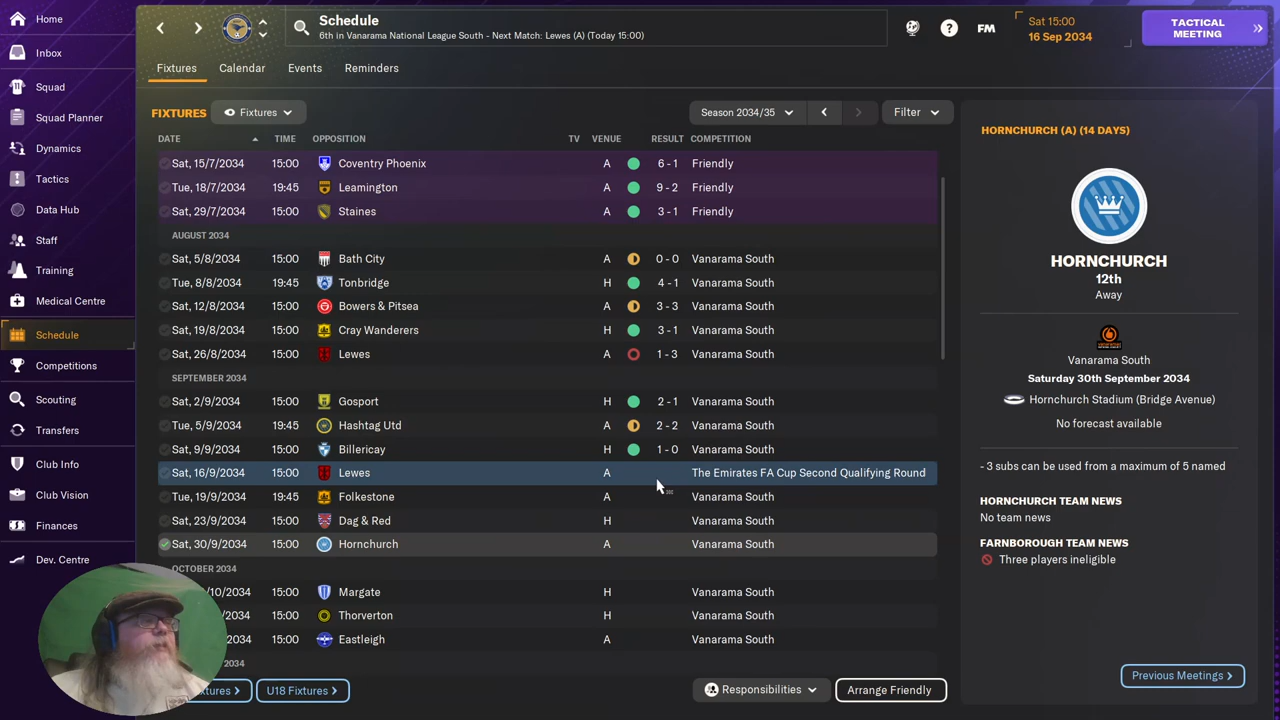 Home
Inbox
Squad
Squad Planner
Dynamics
Tactics
Data Hub
Staff
Training
Medical Centre
Schedule
Competitions
Scouting
Transfers
Club Info
Club Vision
Finances
Dev. Centre
Schedule
6th in Vanarama National League South - Next Match: Lewes (A) (Today 15:00)
FM
Sat 15:00
16 Sep 2034
TACTICAL
MEETING
Fixtures Calendar Events Reminders
FIXTURES Fixtures Season 2034/35 Filter
DATE TIME OPPOSITION TV VENUE RESULT COMPETITION
Sat, 15/7/2034 15:00 Coventry Phoenix A 6 - 1 Friendly
Tue, 18/7/2034 19:45 Leamington A 9 - 2 Friendly
Sat, 29/7/2034 15:00 Staines A 3 - 1 Friendly
AUGUST 2034
Sat, 5/8/2034 15:00 Bath City A 0 - 0 Vanarama South
Tue, 8/8/2034 19:45 Tonbridge H 4 - 1 Vanarama South
Sat, 12/8/2034 15:00 Bowers & Pitsea A 3 - 3 Vanarama South
Sat, 19/8/2034 15:00 Cray Wanderers H 3 - 1 Vanarama South
Sat, 26/8/2034 15:00 Lewes A 1 - 3 Vanarama South
SEPTEMBER 2034
Sat, 2/9/2034 15:00 Gosport H 2 - 1 Vanarama South
Tue, 5/9/2034 19:45 Hashtag Utd A 2 - 2 Vanarama South
Sat, 9/9/2034 15:00 Billericay H 1 - 0 Vanarama South
Sat, 16/9/2034 15:00 Lewes A The Emirates FA Cup Second Qualifying Round
Tue, 19/9/2034 19:45 Folkestone A Vanarama South
Sat, 23/9/2034 15:00 Dag & Red H Vanarama South
Sat, 30/9/2034 15:00 Hornchurch A Vanarama South
OCTOBER 2034
/10/2034 15:00 Margate H Vanarama South
/2034 15:00 Thorverton H Vanarama South
/2034 15:00 Eastleigh A Vanarama South
2034
U18 Fixtures
Responsibilities
Arrange Friendly
HORNCHURCH (A) (14 DAYS)
HORNCHURCH
12th
Away
Vanarama South
Saturday 30th September 2034
Hornchurch Stadium (Bridge Avenue)
No forecast available
- 3 subs can be used from a maximum of 5 named
HORNCHURCH TEAM NEWS
No team news
FARNBOROUGH TEAM NEWS
Three players ineligible
Previous Meetings